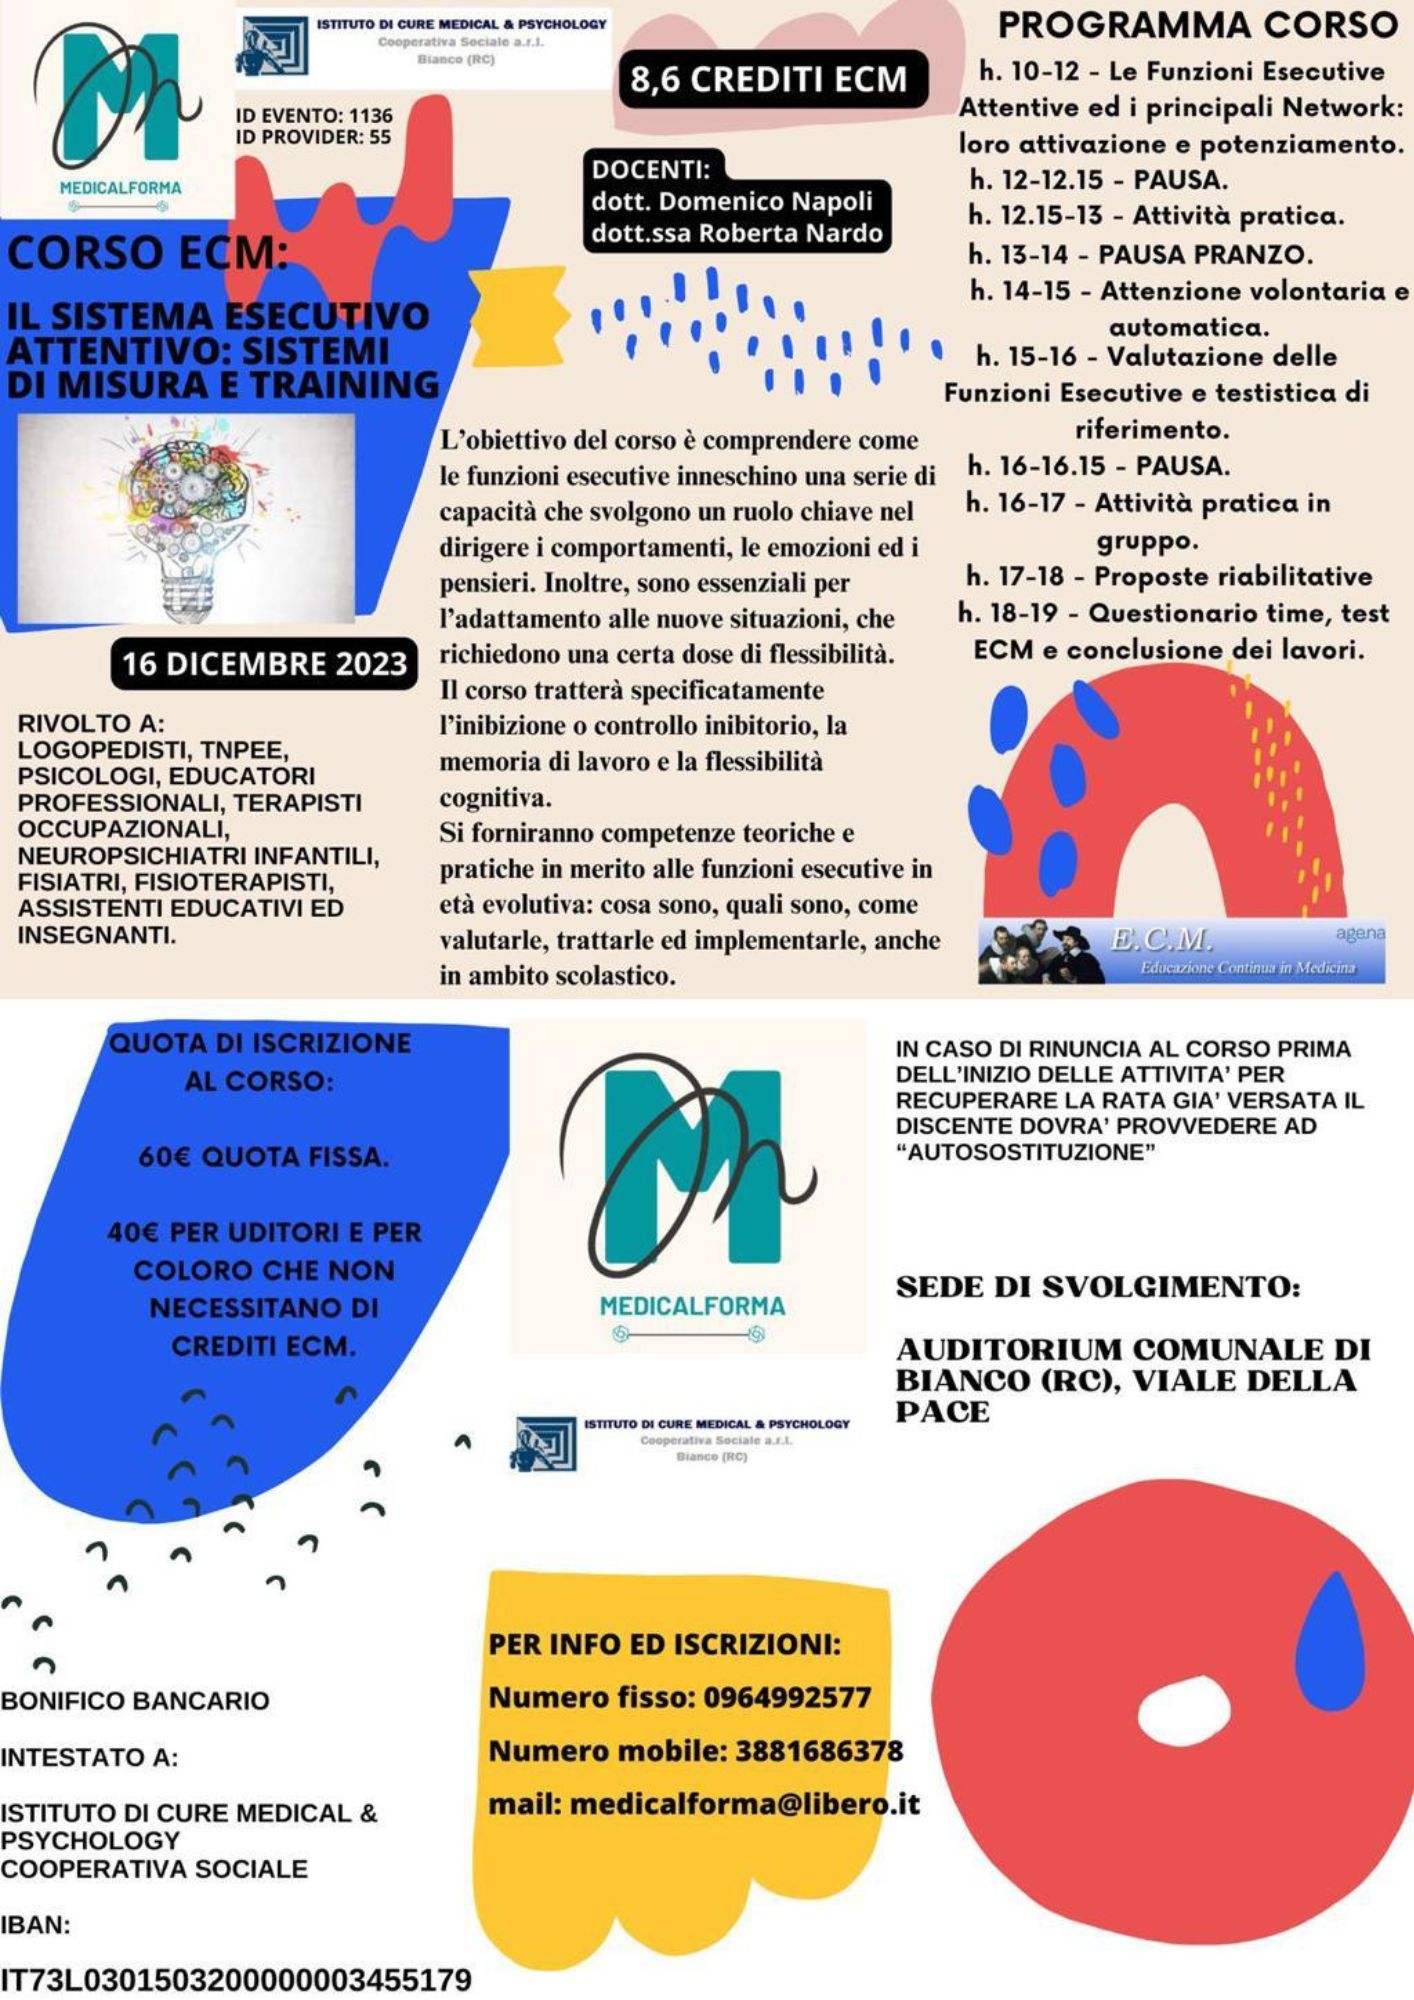 MEDICALFORMA
ISTITUTO DI CURE MEDICAL & PSYCHOLOGY
Cooperativa Sociale a.r.l.
Bianco (RC)
ID EVENTO: 1136
ID PROVIDER: 55
CORSO ECM:
IL SISTEMA ESECUTIVO
ATTENTIVO: SISTEMI
DI MISURA E TRAINING
16 DICEMBRE 2023
RIVOLTO A:
LOGOPEDISTI, TNPEE,
PSICOLOGI, EDUCATORI
PROFESSIONALI, TERAPISTI
OCCUPAZIONALI,
NEUROPSICHIATRI INFANTILI,
FISIATRI, FISIOTERAPISTI,
ASSISTENTI EDUCATIVI ED
INSEGNANTI.
8,6 CREDITI ECM
DOCENTI:
dott. Domenico Napoli
dott.ssa Roberta Nardo
L'obiettivo del corso è comprendere come
le funzioni esecutive inneschino una serie di
capacità che svolgono un ruolo chiave nel
dirigere i comportamenti, le emozioni ed i
pensieri. Inoltre, sono essenziali per
l'adattamento alle nuove situazioni, che
richiedono una certa dose di flessibilità.
Il corso tratterà specificatamente
l'inibizione o controllo inibitorio, la
memoria di lavoro e la flessibilità
cognitiva.
Si forniranno competenze teoriche e
pratiche in merito alle funzioni esecutive in
età evolutiva: cosa sono, quali sono, come
valutarle, trattarle ed implementarle, anche
in ambito scolastico.
PROGRAMMA CORSO
h. 10-12 - Le Funzioni Esecutive
Attentive ed i principali Network:
loro attivazione e potenziamento.
h. 12-12.15 - PAUSA.
h. 12.15-13 - Attività pratica.
h. 13-14 - PAUSA PRANZO.
h. 14-15 - Attenzione volontaria e
automatica.
h. 15-16 - Valutazione delle
Funzioni Esecutive e testistica di
riferimento.
h. 16-16.15 - PAUSA.
h. 16-17 - Attività pratica in
gruppo.
h. 17-18 - Proposte riabilitative
h. 18-19 - Questionario time, test
ECM e conclusione dei lavori.
E.C.M.
agena
Educazione Continua in Medicina
QUOTA DI ISCRIZIONE
AL CORSO:
60€ QUOTA FISSA.
40€ PER UDITORI E PER
COLORO CHE NON
NECESSITANO DI
CREDITI ECM.
BONIFICO BANCARIO
INTESTATO A:
ISTITUTO DI CURE MEDICAL &
PSYCHOLOGY
COOPERATIVA SOCIALE
IBAN:
IT73L0301503200000003455179
MEDICALFORMA
ISTITUTO DI CURE MEDICAL & PSYCHOLOGY
Cooperativa Sociale a.r.l.
Bianco (RC)
PER INFO ED ISCRIZIONI:
Numero fisso: 0964992577
Numero mobile: 3881686378
mail: medicalforma@libero.it
IN CASO DI RINUNCIA AL CORSO PRIMA
DELL'INIZIO DELLE ATTIVITA' PER
RECUPERARE LA RATA GIA' VERSATA IL
DISCENTE DOVRA' PROVVEDERE AD
“AUTOSOSTITUZIONE”
SEDE DI SVOLGIMENTO:
AUDITORIUM COMUNALE DI
BIANCO (RC), VIALE DELLA
PACE